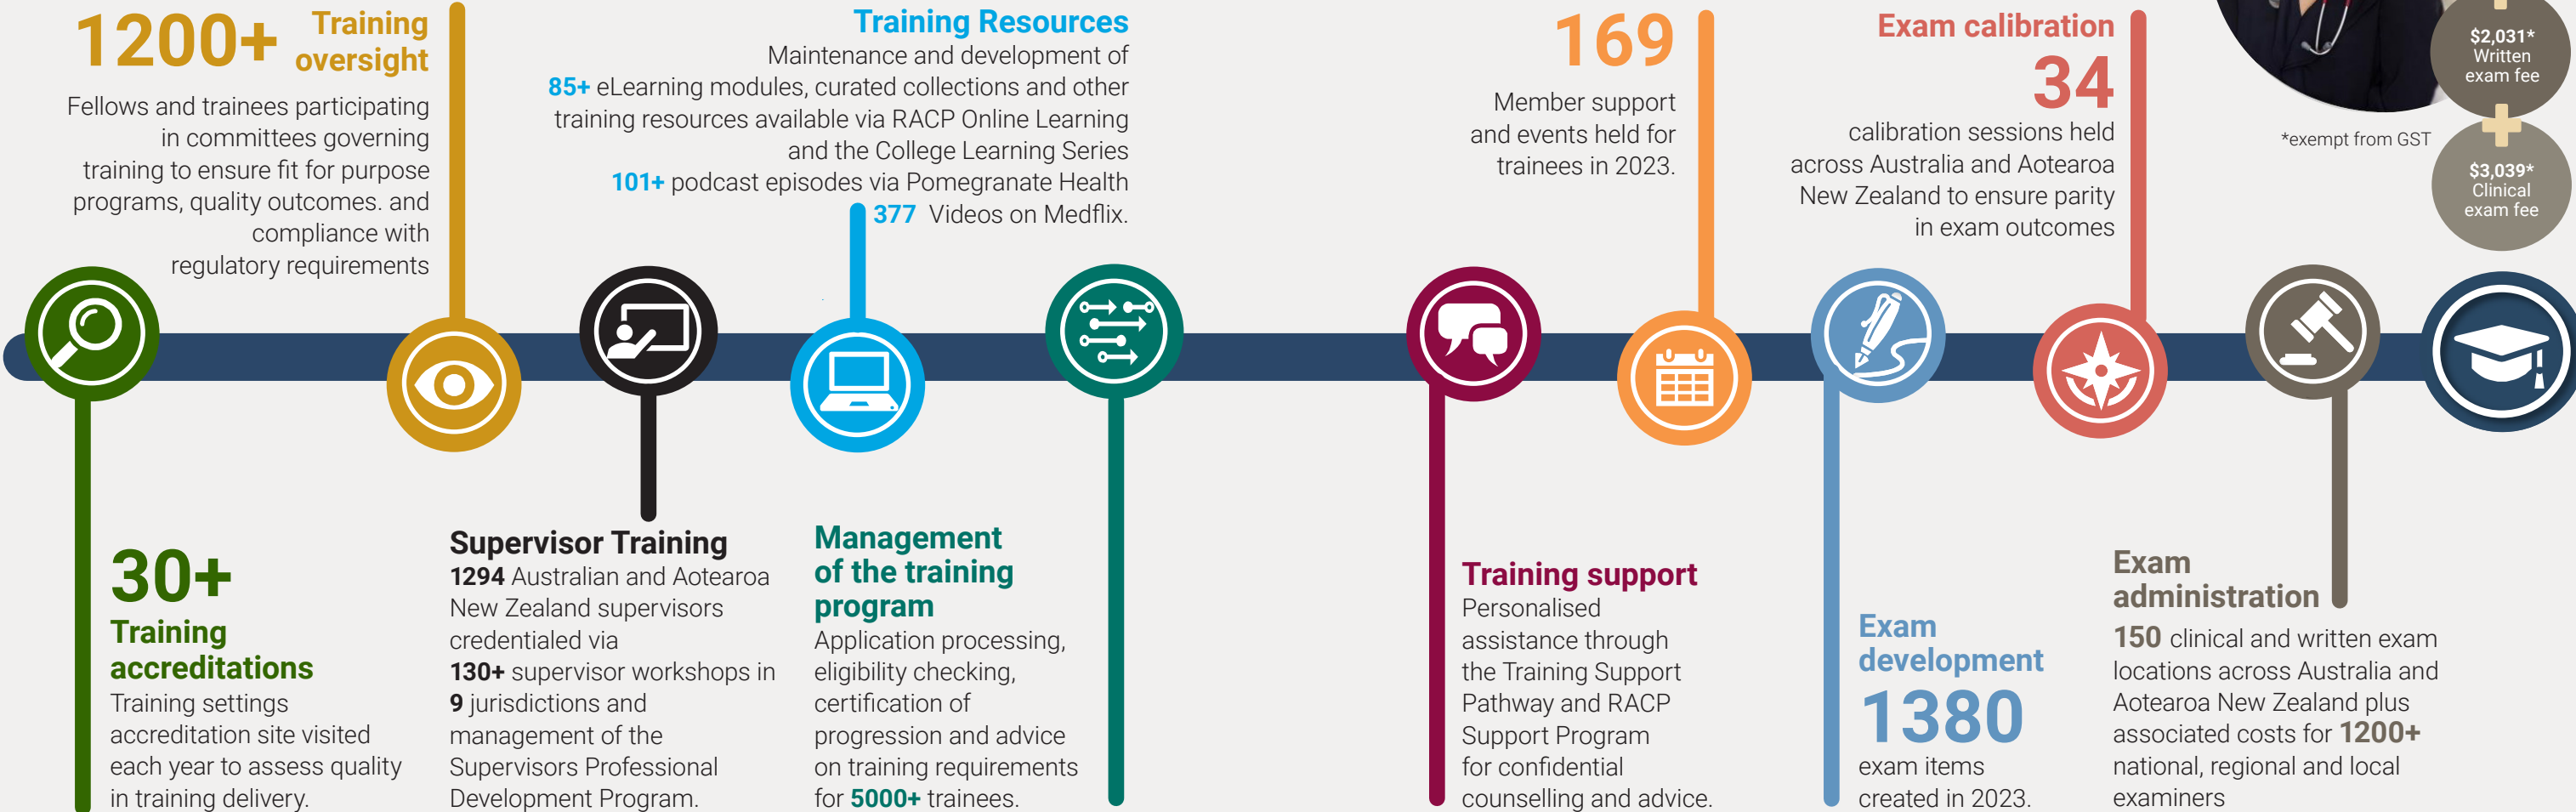 1200+
Training
oversight
Fellows and trainees participating
in committees governing
training to ensure fit for purpose
programs, quality outcomes. and
compliance with
regulatory requirements
Training Resources
Maintenance and development of
85+ eLearning modules, curated collections and other
training resources available via RACP Online Learning
and the College Learning Series
101+ podcast episodes via Pomegranate Health
377 Videos on Medflix.
169
Member support
and events held for
trainees in 2023.
Exam calibration
34
calibration sessions held
across Australia and Aotearoa
New Zealand to ensure parity
in exam outcomes
$2,031*
Written
exam fee
*exempt from GST
$3,039*
Clinical
exam fee
30+
Training
accreditations
Training settings
accreditation site visited
each year to assess quality
in training delivery.
Supervisor Training
1294 Australian and Aotearoa
New Zealand supervisors
credentialed via
130+ supervisor workshops in
9 jurisdictions and
management of the
Supervisors Professional
Development Program.
Management
of the training
program
Application processing,
eligibility checking,
certification of
progression and advice
on training requirements
for 5000+ trainees.
Training support
Personalised
assistance through
the Training Support
Pathway and RACP
Support Program
for confidential
counselling and advice.
Exam
development
1380
exam items
created in 2023.
Exam
administration
150 clinical and written exam
locations across Australia and
Aotearoa New Zealand plus
associated costs for 1200+
national, regional and local
examiners